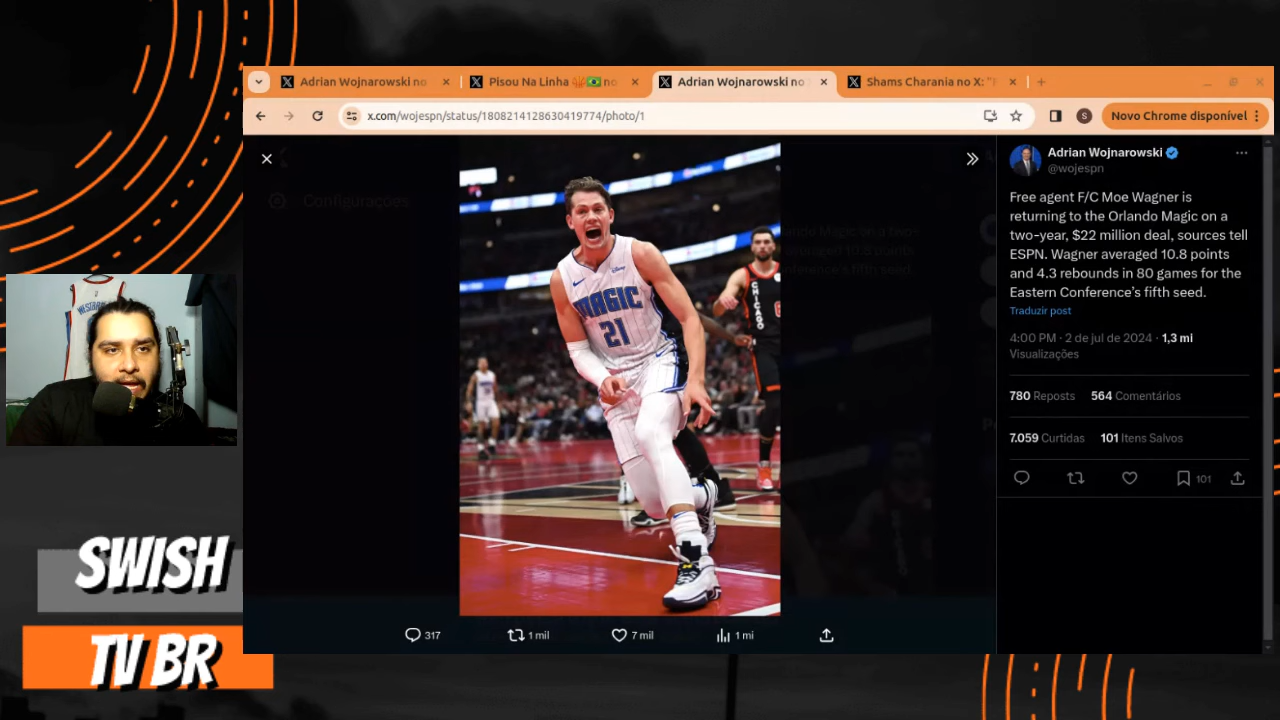 Adrian Wojnarowski no
Pisou Na Linha no
Adrian Wojnarowski no
Shams Charania no X: "
x.com/wojespn/status/1808214128630419774/photo/1
S
Novo Chrome disponível
Configurações
MAGIC
21
CHICAGO
Adrian Wojnarowski
@wojespn
Free agent F/C Moe Wagner is
returning to the Orlando Magic on a
two-year, $22 million deal, sources tell
ESPN. Wagner averaged 10.8 points
and 4.3 rebounds in 80 games for the
Eastern Conference's fifth seed.
Traduzir post
4:00 PM · 2 de jul de 2024 · 1,3 mi
Visualizações
780 Reposts 564 Comentários
7.059 Curtidas 101 Itens Salvos
101
317 1 mil 7 mil 1 mi
SWISH
TV BR